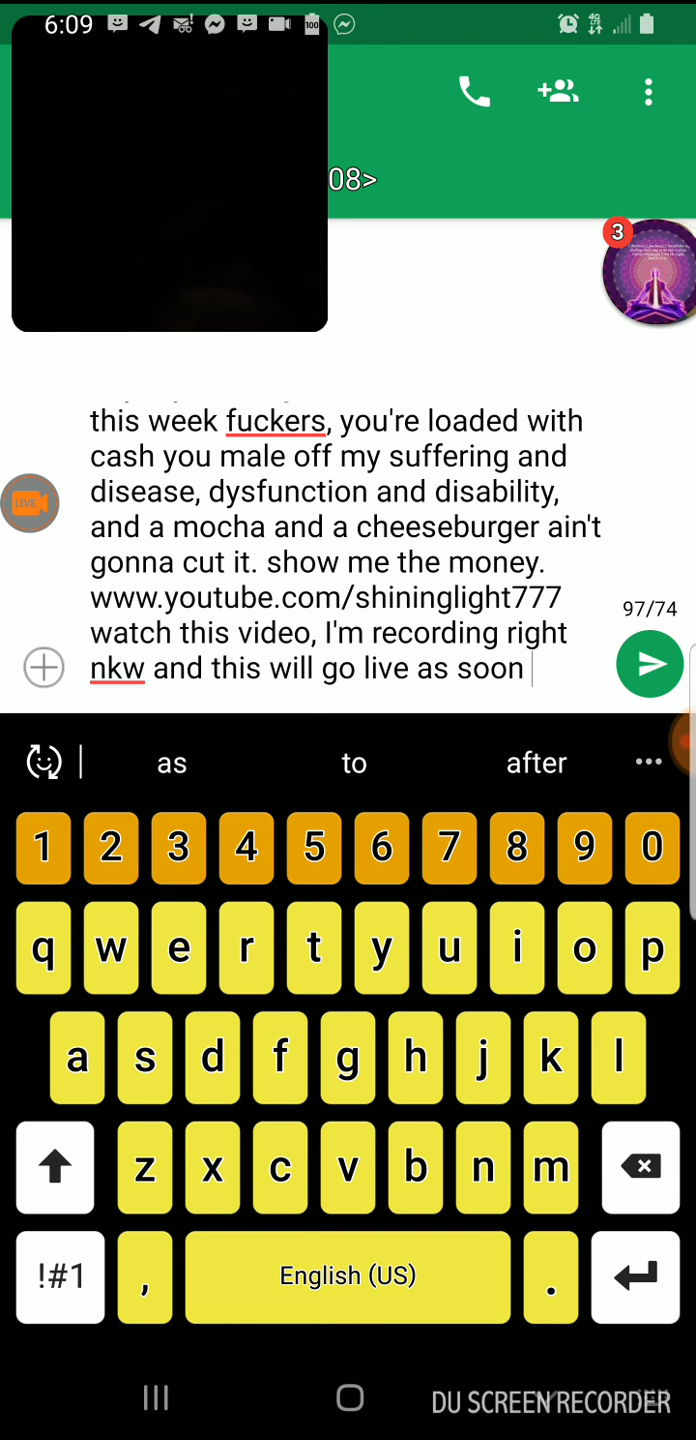 6:09
100
4G
LTE
08>
3
this week fuckers, you're loaded with
cash you male off my suffering and
LIVE
disease, dysfunction and disability,
and a mocha and a cheeseburger ain't
gonna cut it. show me the money.
www.youtube.com/shininglight777
97/74
watch this video, I'm recording right
nkw and this will go live as soon
as to after
1 2 3 4 5 6 7 8 9 0
q w e r t y u i o p
a s d f g h j k l
z x c v b n m
!#1 , English (US) .
DU SCREEN RECORDER